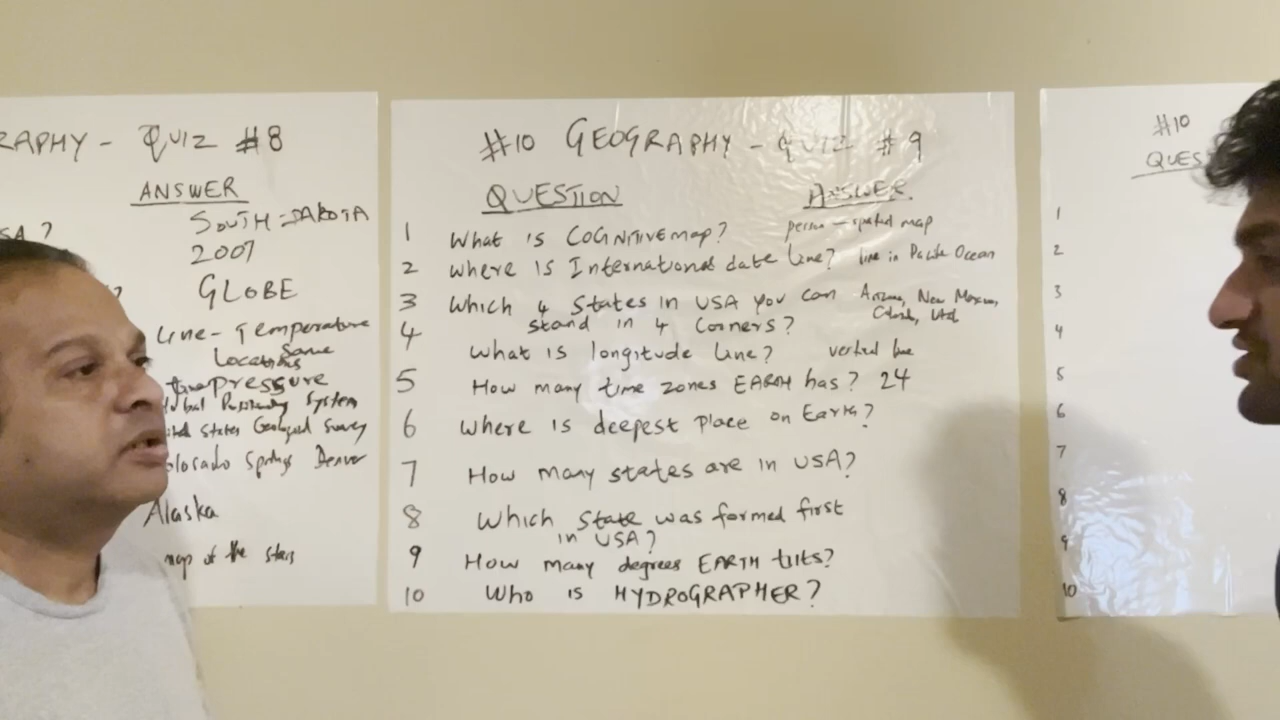 RAPHY - QUIZ #8
ANSWER
SOUTH DAKOTA
SA ?
2007
?
GLOBE
Line - Temperature
Same
Locations
pressure
bal Positioning System
States Geological Survey
olorado Springs Denver
Alaska
map of the stars
#10 GEOGRAPHY - QUIZ #9
QUESTION ANSWER
1 What is COGNITIVE map? person - spatial map
2 Where is International date line? line in Pacific Ocean
3 Which 4 States in USA you can Arizona, New Mexico,
stand in 4 Corners? Colorado, Utah
4 What is longitude line? vertical line
5 How many time zones EARTH has? 24
6 Where is deepest place on Earth?
7 How many states are in USA?
8 Which State was formed first
in USA?
9 How many degrees EARTH tilts?
10 Who is HYDROGRAPHER?
#10
QUES
1
2
3
4
5
6
7
8
9
10